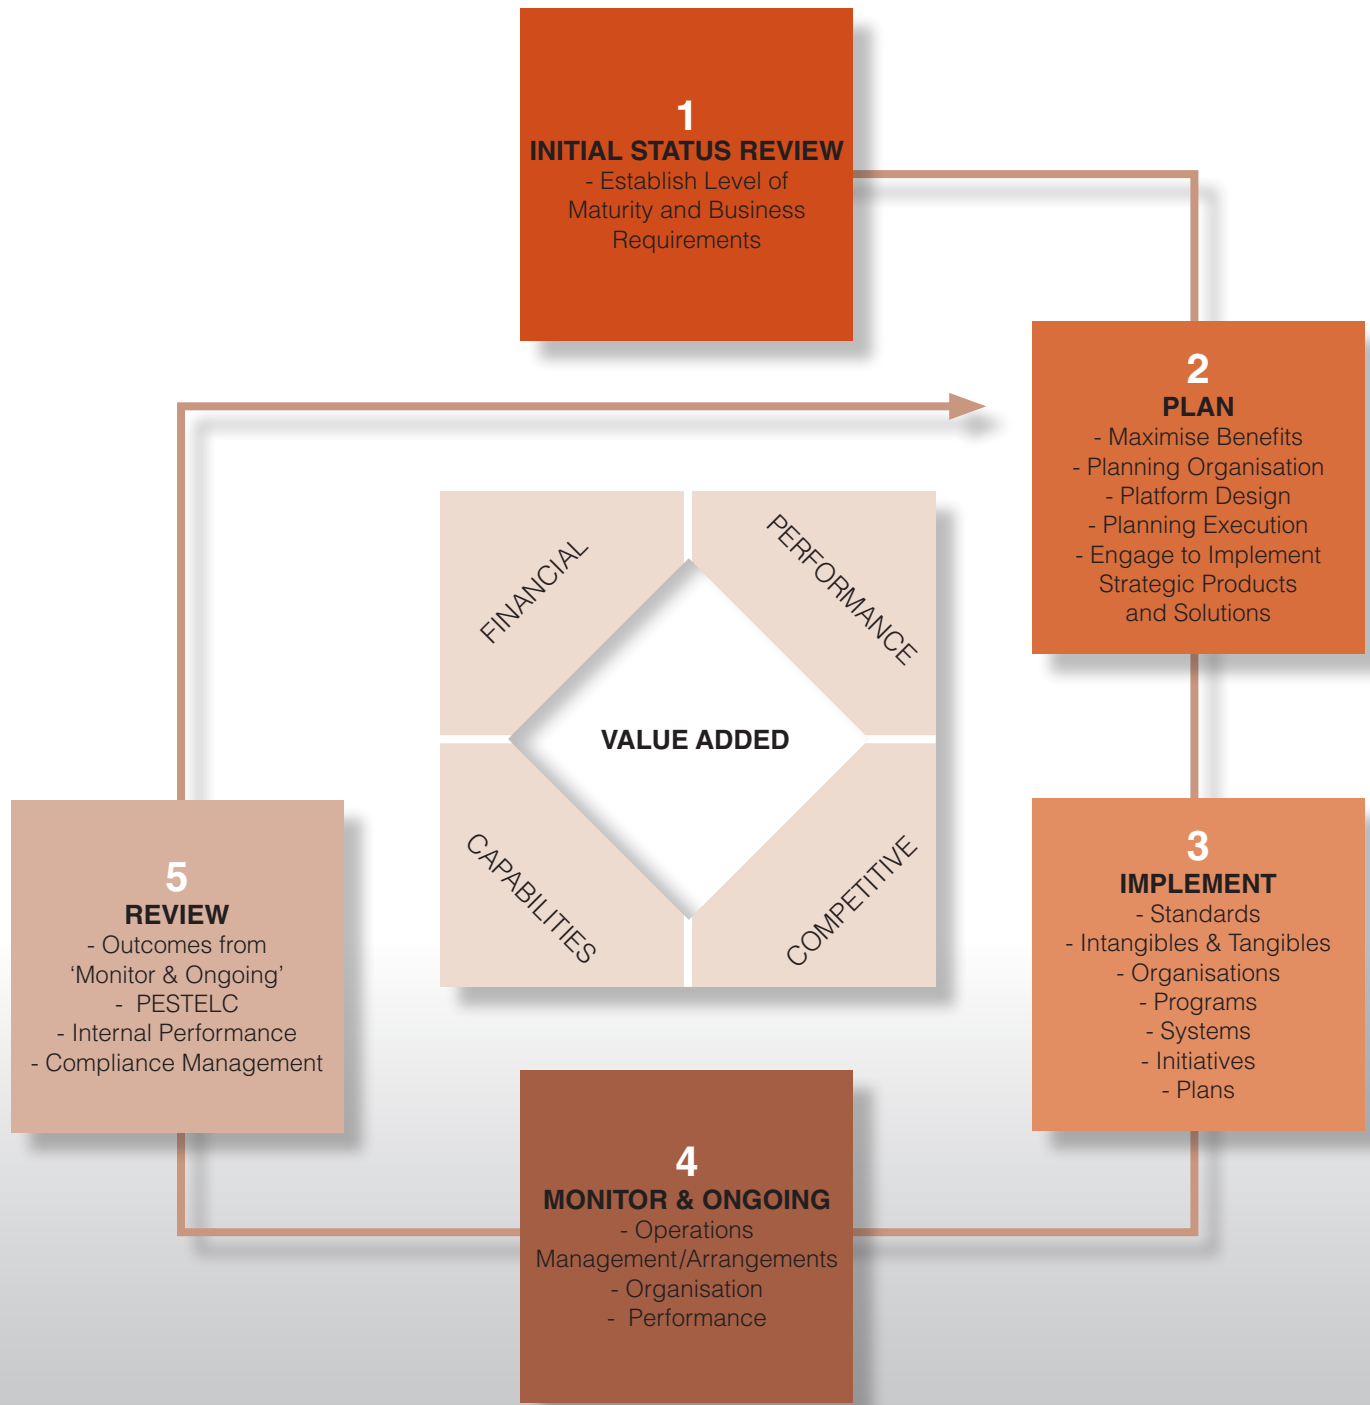 1
INITIAL STATUS REVIEW
- Establish Level of
Maturity and Business
Requirements
2
PLAN
- Maximise Benefits
- Planning Organisation
- Platform Design
- Planning Execution
- Engage to Implement
Strategic Products
and Solutions
FINANCIAL
PERFORMANCE
VALUE ADDED
CAPABILITIES
COMPETITIVE
3
IMPLEMENT
- Standards
- Intangibles & Tangibles
- Organisations
- Programs
- Systems
- Initiatives
- Plans
4
MONITOR & ONGOING
- Operations
Management/Arrangements
- Organisation
- Performance
5
REVIEW
- Outcomes from
‘Monitor & Ongoing’
- PESTELC
- Internal Performance
- Compliance Management